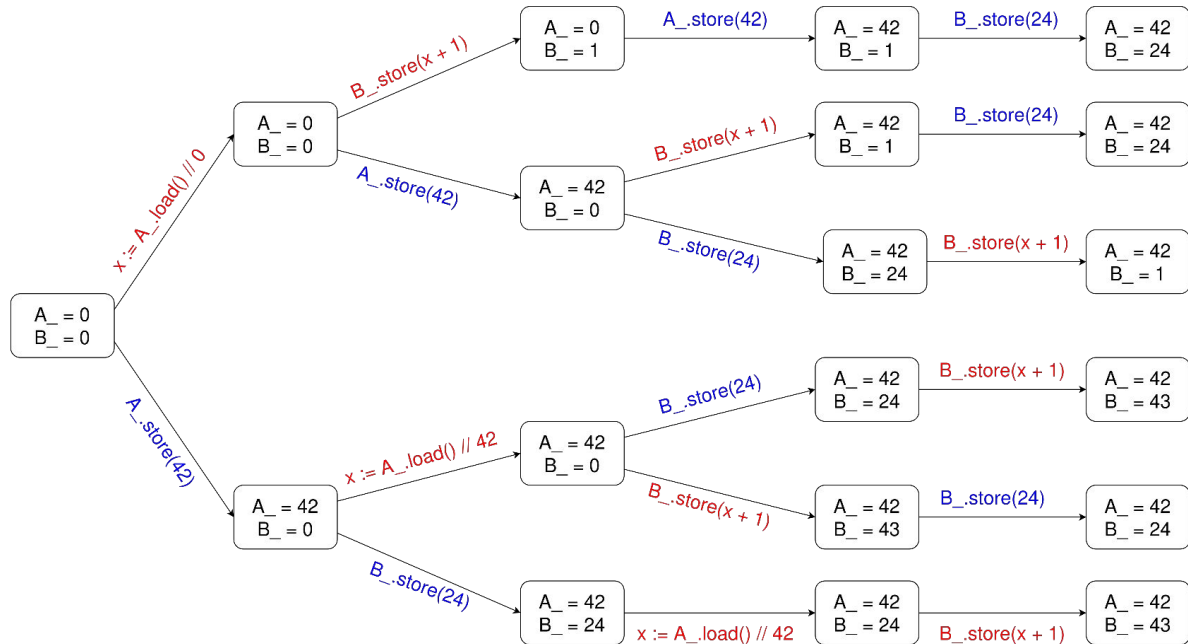 A_ = 0
B_ = 1
A_.store(42)
A_ = 42
B_ = 1
B_.store(24)
A_ = 42
B_ = 24
B_.store(x + 1)
A_ = 0
B_ = 0
x := A_.load() // 0
A_.store(42)
B_.store(x + 1)
A_ = 42
B_ = 1
B_.store(24)
A_ = 42
B_ = 24
A_ = 42
B_ = 0
B_.store(24)
A_ = 42
B_ = 24
B_.store(x + 1)
A_ = 42
B_ = 1
A_ = 0
B_ = 0
A_.store(42)
B_.store(24)
A_ = 42
B_ = 24
B_.store(x + 1)
A_ = 42
B_ = 43
x := A_.load() // 42
A_ = 42
B_ = 0
B_.store(x + 1)
A_ = 42
B_ = 43
B_.store(24)
A_ = 42
B_ = 24
A_ = 42
B_ = 0
B_.store(24)
A_ = 42
B_ = 24
x := A_.load() // 42
A_ = 42
B_ = 24
B_.store(x + 1)
A_ = 42
B_ = 43